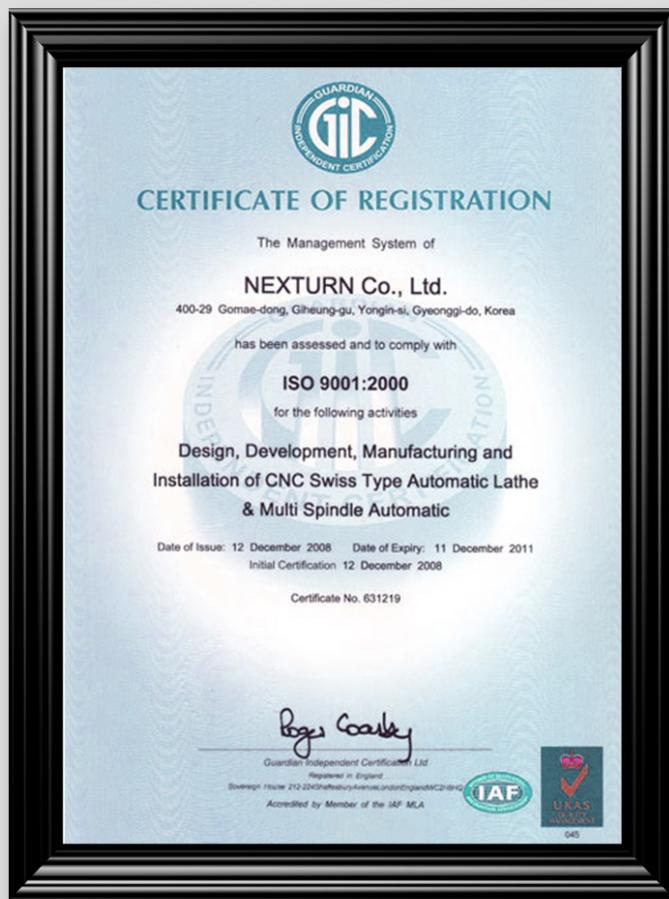 GUARDIAN
GIC
INDEPENDENT CERTIFICATION
CERTIFICATE OF REGISTRATION
The Management System of
NEXTURN Co., Ltd.
400-29 Gomae-dong, Giheung-gu, Yongin-si, Gyeonggi-do, Korea
has been assessed and to comply with
ISO 9001:2000
for the following activities
Design, Development, Manufacturing and
Installation of CNC Swiss Type Automatic Lathe
& Multi Spindle Automatic
Date of Issue: 12 December 2008 Date of Expiry: 11 December 2011
Initial Certification 12 December 2008
Certificate No. 631219
Guardian Independent Certification Ltd
Registered in England
Sovereign House 212-224
Accredited by Member of the IAF MLA
IAF
UKAS
QUALITY
MANAGEMENT
045